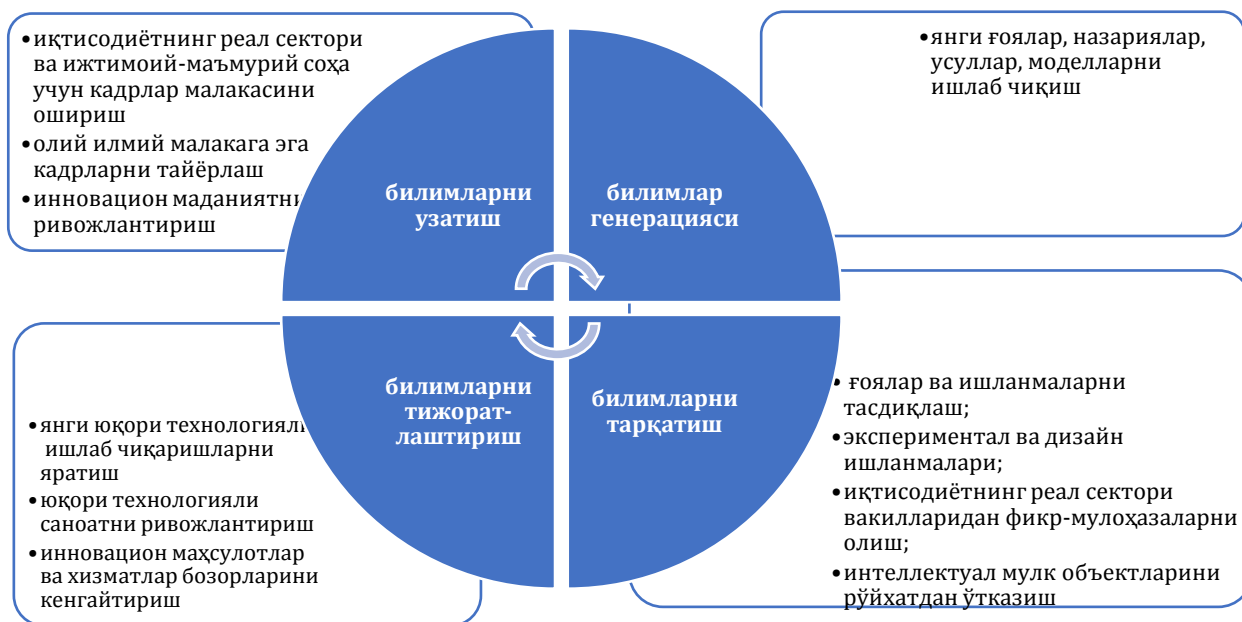 •иқтисодиётнинг реал сектори
ва ижтимоий-маъмурий соҳа
учун кадрлар малакасини
ошириш
•олий илмий малакага эга
кадрларни тайёрлаш
•инновацион маданиятни
ривожлантириш
•янги ғоялар, назариялар,
усуллар, моделларни
ишлаб чиқиш
билимларни
узатиш
билимлар
генерацияси
билимларни
тижорат-
лаштириш
билимларни
тарқатиш
•янги юқори технологияли
ишлаб чиқаришларни
яратиш
•юқори технологияли
саноатни ривожлантириш
•инновацион маҳсулотлар
ва хизматлар бозорларини
кенгайтириш
• ғоялар ва ишланмаларни
тасдиқлаш;
•экспериментал ва дизайн
ишланмалари;
•иқтисодиётнинг реал сектори
вакилларидан фикр-мулоҳазаларни
олиш;
•интеллектуал мулк объектларини
рўйхатдан ўтказиш